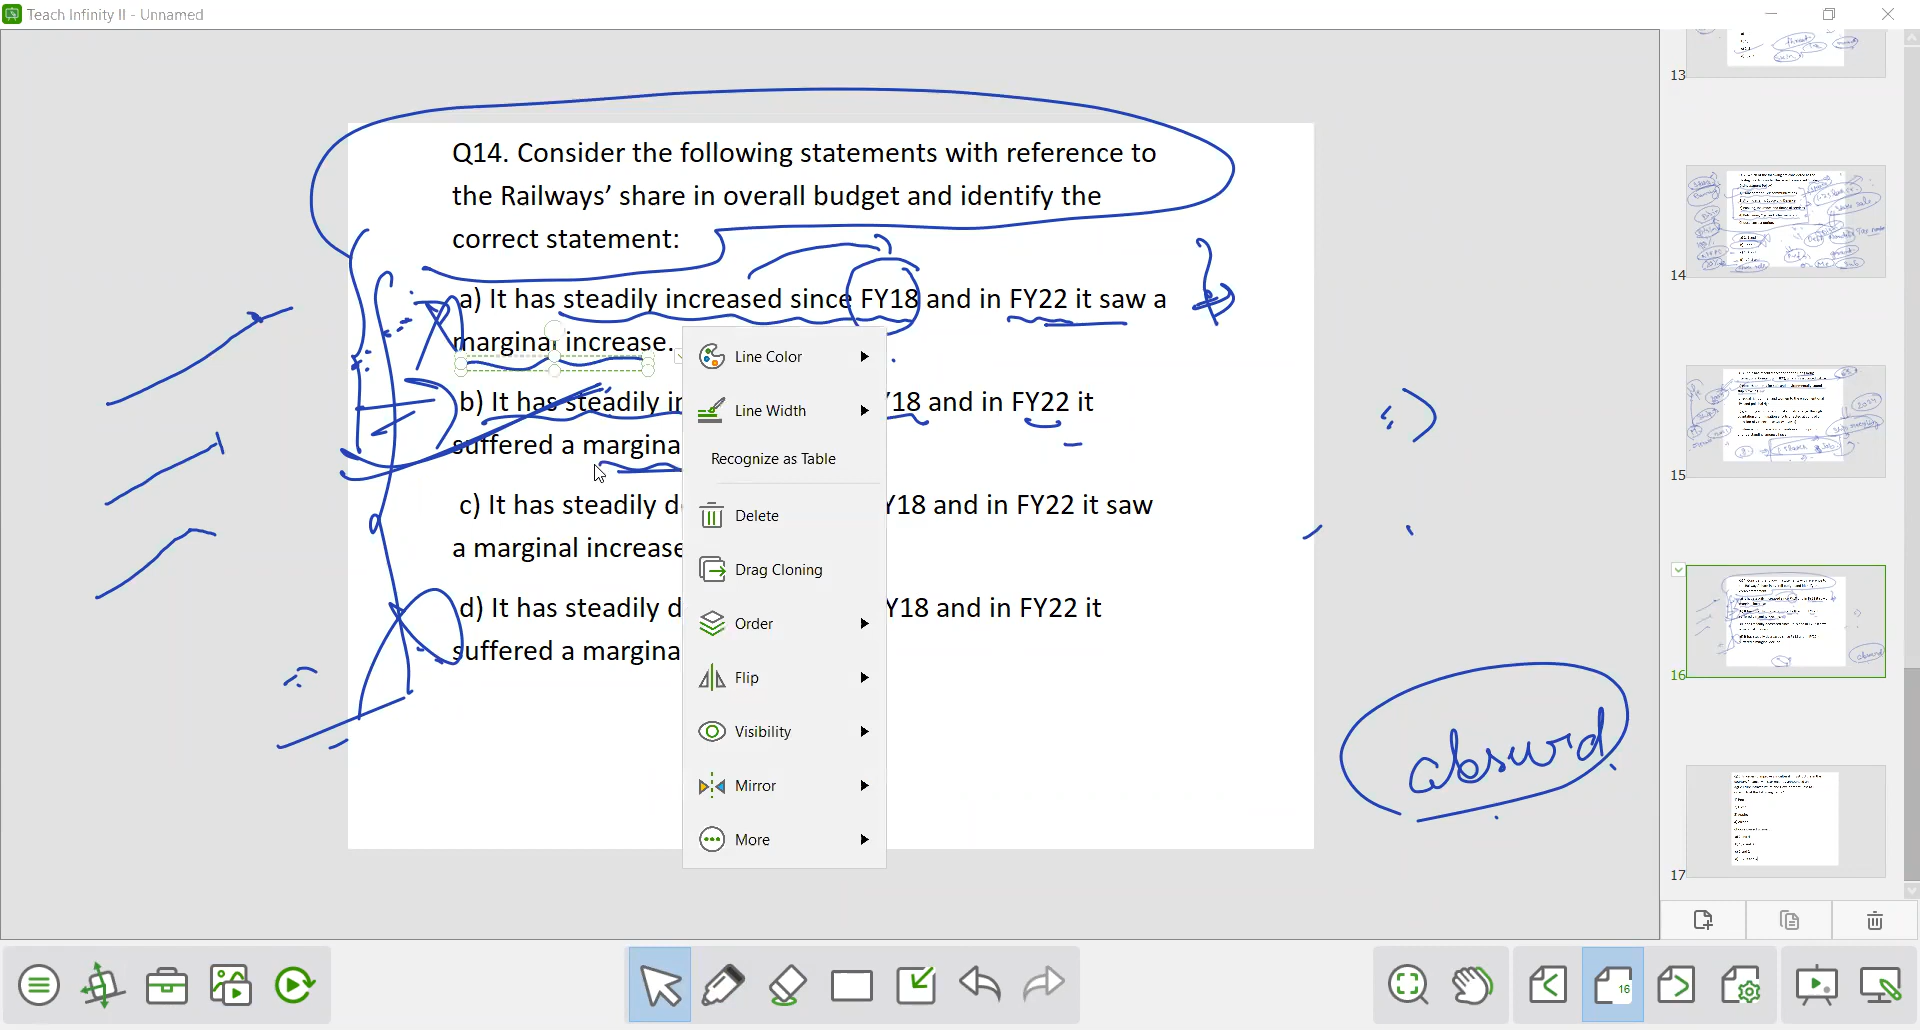 Teach Infinity II - Unnamed
Q14. Consider the following statements with reference to
the Railways’ share in overall budget and identify the
correct statement:
a) It has steadily increased since FY18 and in FY22 it saw a
marginal increase.
b) It has steadily in Y18 and in FY22 it
suffered a margina
c) It has steadily d Y18 and in FY22 it saw
a marginal increase
d) It has steadily d Y18 and in FY22 it
suffered a margina
absurd
Line Color
Line Width
Recognize as Table
Delete
Drag Cloning
Order
Flip
Visibility
Mirror
More
13
14
15
16
17
16